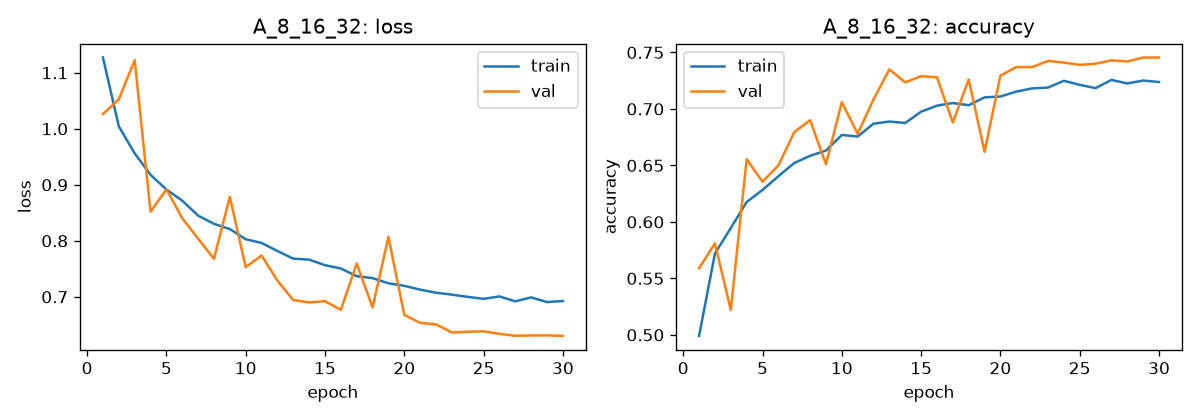 A_8_16_32: loss
train
val
1.1
1.0
0.9
0.8
0.7
loss
0 5 10 15 20 25 30
epoch
A_8_16_32: accuracy
train
val
0.75
0.70
0.65
0.60
0.55
0.50
accuracy
0 5 10 15 20 25 30
epoch